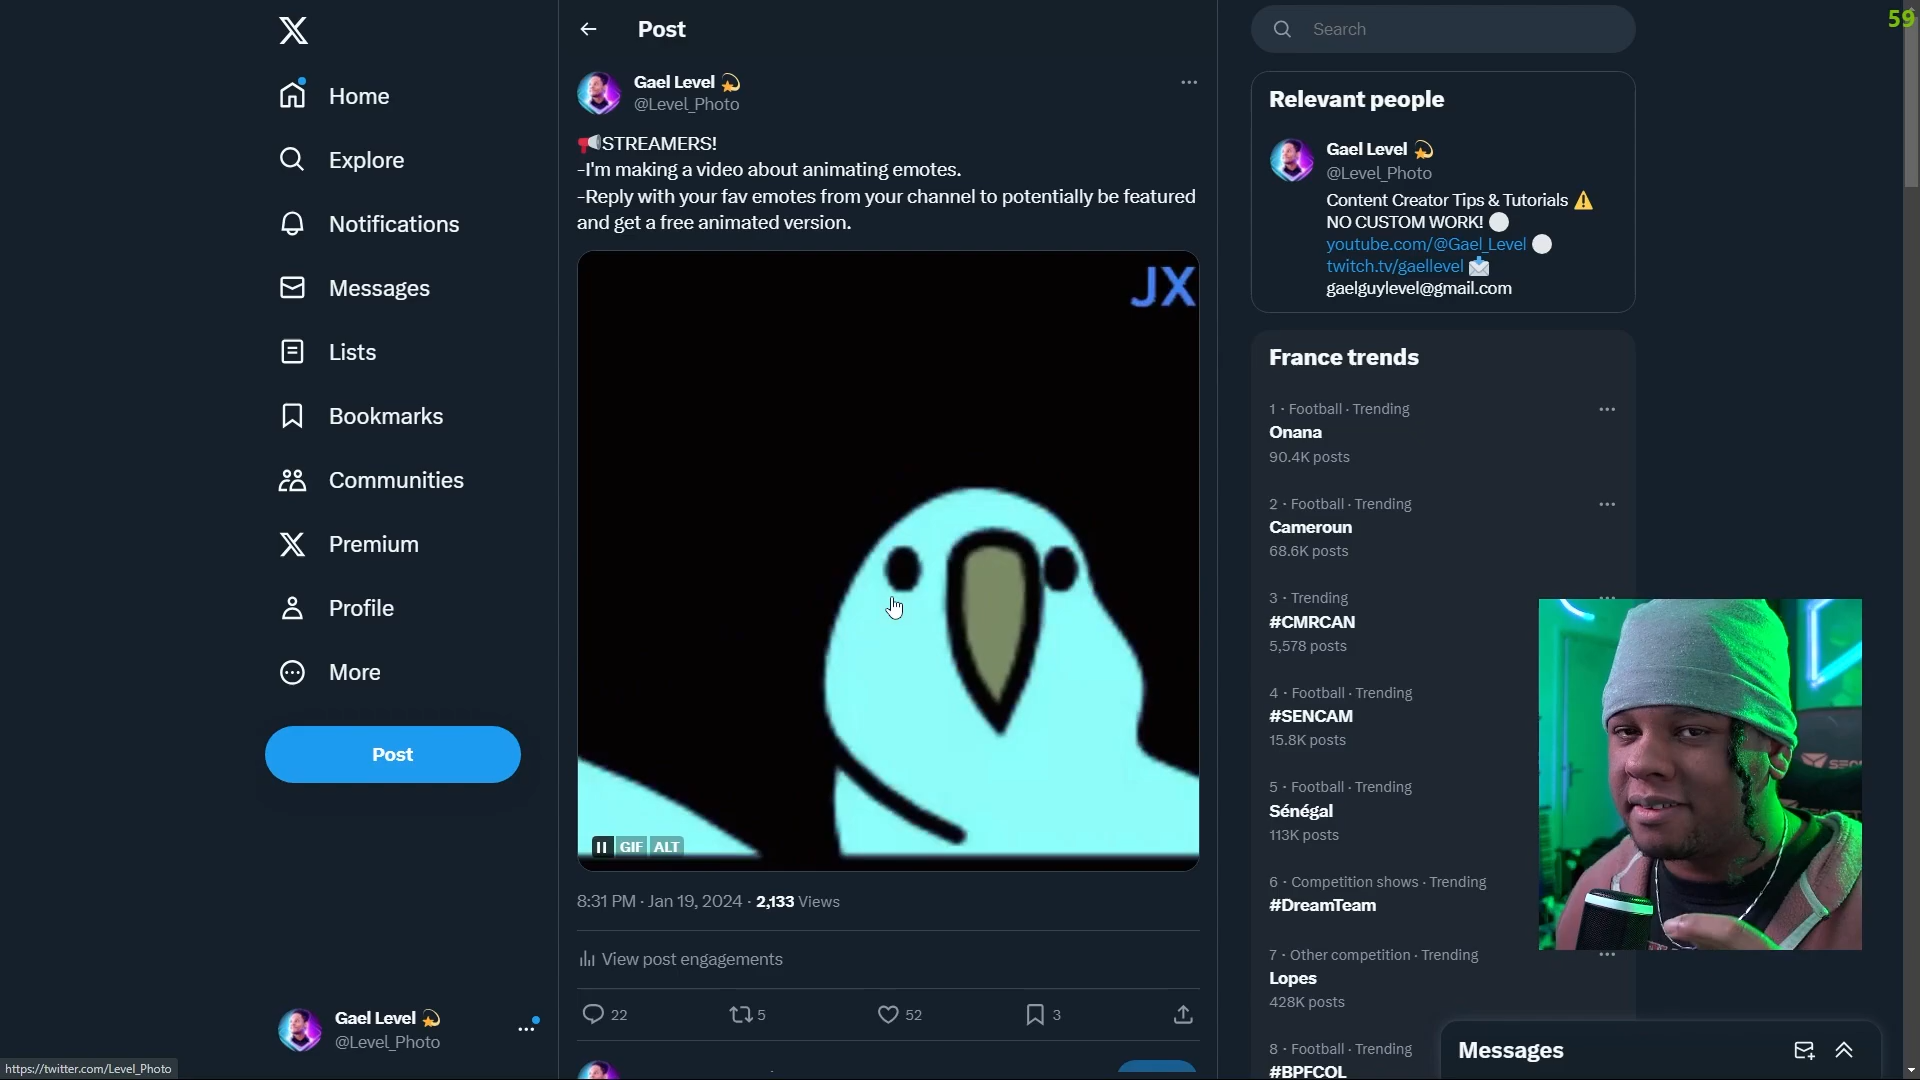 Home
Explore
Notifications
Messages
Lists
Bookmarks
Communities
Premium
Profile
More
Post
Gael Level 💫
@Level_Photo
https://twitter.com/Level_Photo
Post
Gael Level 💫
@Level_Photo
📢STREAMERS!
-I'm making a video about animating emotes.
-Reply with your fav emotes from your channel to potentially be featured
and get a free animated version.
JX
GIF ALT
8:31 PM · Jan 19, 2024 · 2,133 Views
View post engagements
22 5 52 3
Search
59
Relevant people
Gael Level 💫
@Level_Photo
Content Creator Tips & Tutorials ⚠️
NO CUSTOM WORK! ⚪
youtube.com/@Gael_Level ⚪
twitch.tv/gaellevel 📩
gaelguylevel@gmail.com
France trends
1 · Football · Trending
Onana
90.4K posts
2 · Football · Trending
Cameroun
68.6K posts
3 · Trending
#CMRCAN
5,578 posts
4 · Football · Trending
#SENCAM
15.8K posts
5 · Football · Trending
Sénégal
113K posts
6 · Competition shows · Trending
#DreamTeam
7 · Other competition · Trending
Lopes
428K posts
8 · Football · Trending
#BPFCOL
Messages